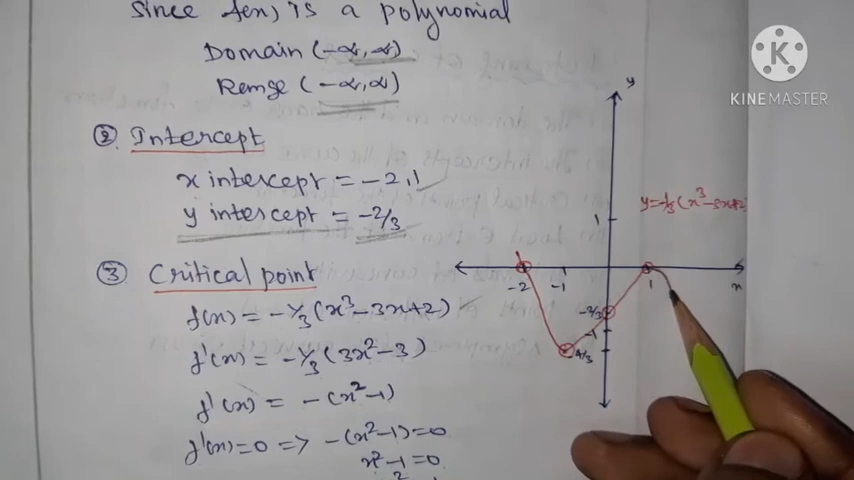 since f(x) is a polynomial
Domain (-∝,∝)
Range (-∝,∝)
② Intercept
x intercept = -2,1
y intercept = -2/3
③ Critical point
f(x) = -1/3 (x³-3x+2)
f'(x) = -1/3 (3x²-3)
f'(x) = -(x²-1)
f'(x)=0 => -(x²-1)=0
x²-1=0
K
KINEMASTER
y
y=-1/3(x³-3x+2)
1
-2
-1
1
x
-2/3
-1
4/3